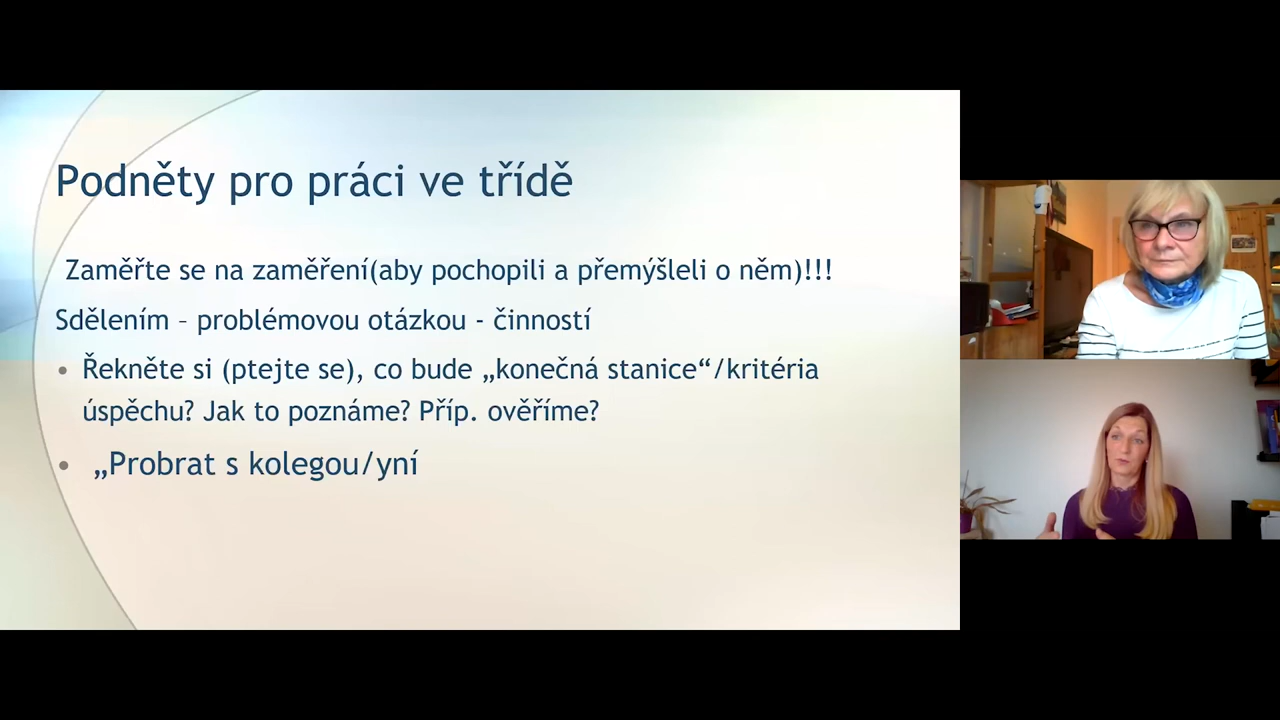 Podněty pro práci ve třídě
Zaměřte se na zaměření(aby pochopili a přemýšleli o něm)!!!
Sdělením – problémovou otázkou - činností
• Řekněte si (ptejte se), co bude „konečná stanice“/kritéria
úspěchu? Jak to poznáme? Příp. ověříme?
• „Probrat s kolegou/yní